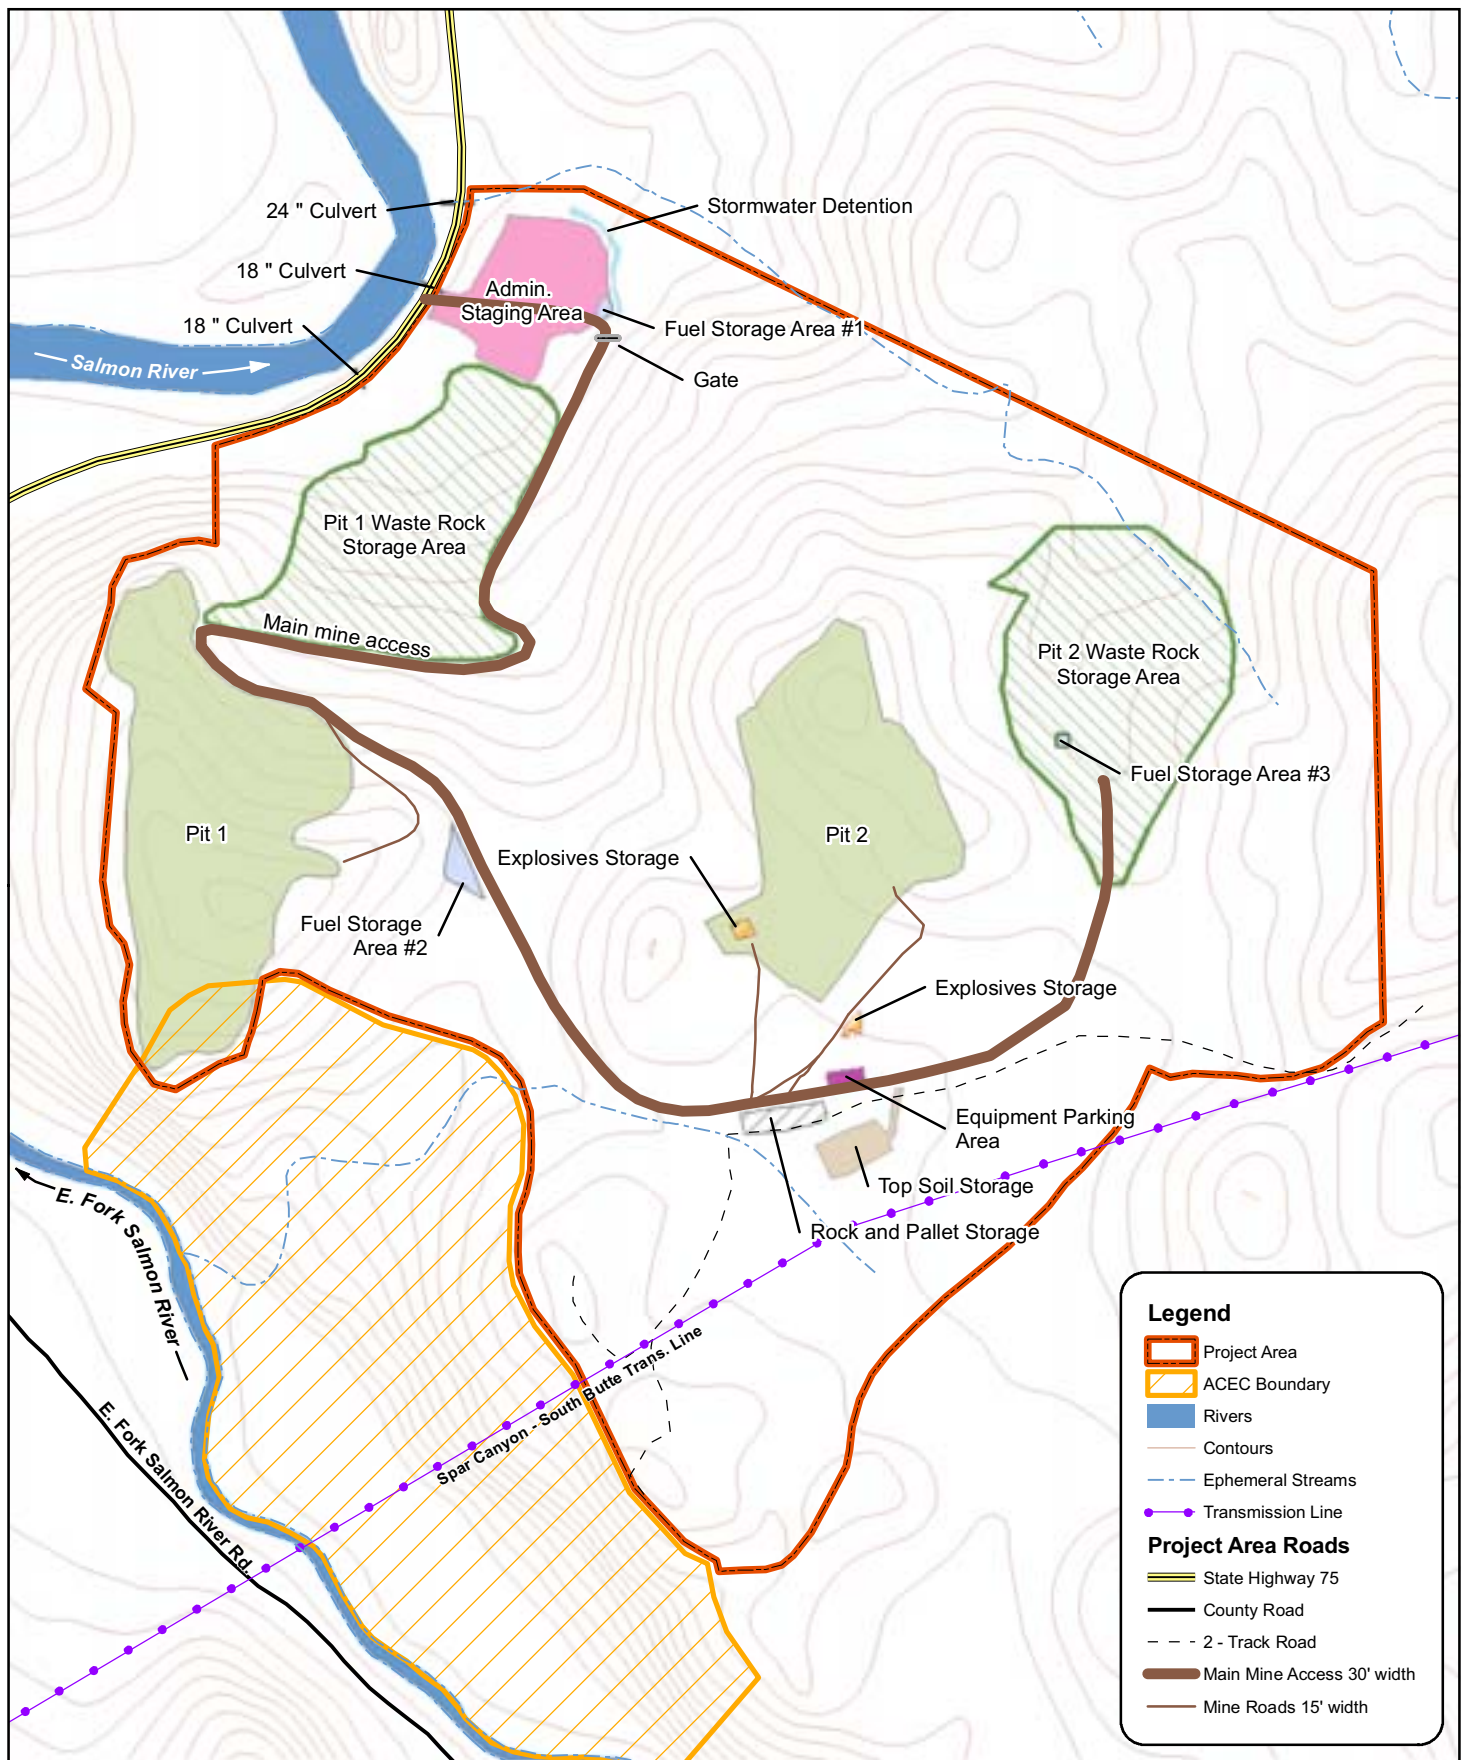 24 " Culvert
Stormwater Detention
18 " Culvert
Admin.
Staging Area
18 " Culvert
Fuel Storage Area #1
Salmon River
Gate
Pit 1 Waste Rock
Storage Area
Main mine access
Pit 2 Waste Rock
Storage Area
Fuel Storage Area #3
Pit 1
Pit 2
Explosives Storage
Fuel Storage
Area #2
Explosives Storage
Equipment Parking
Area
Top Soil Storage
Rock and Pallet Storage
E. Fork Salmon River
Spar Canyon - South Butte Trans. Line
E. Fork Salmon River Rd.
Legend
Project Area
ACEC Boundary
Rivers
Contours
Ephemeral Streams
Transmission Line
Project Area Roads
State Highway 75
County Road
2 - Track Road
Main Mine Access 30' width
Mine Roads 15' width